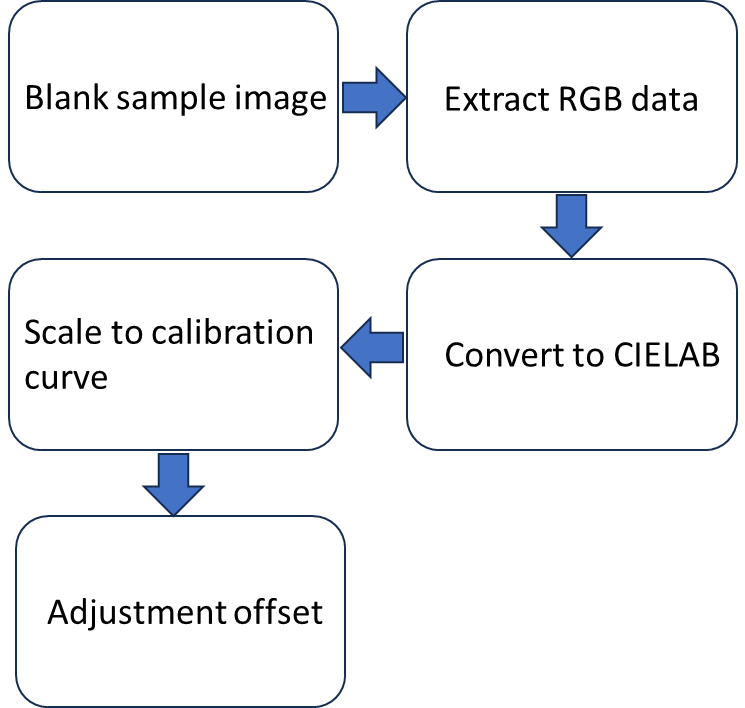 Blank sample image
Extract RGB data
Convert to CIELAB
Scale to calibration
curve
Adjustment offset